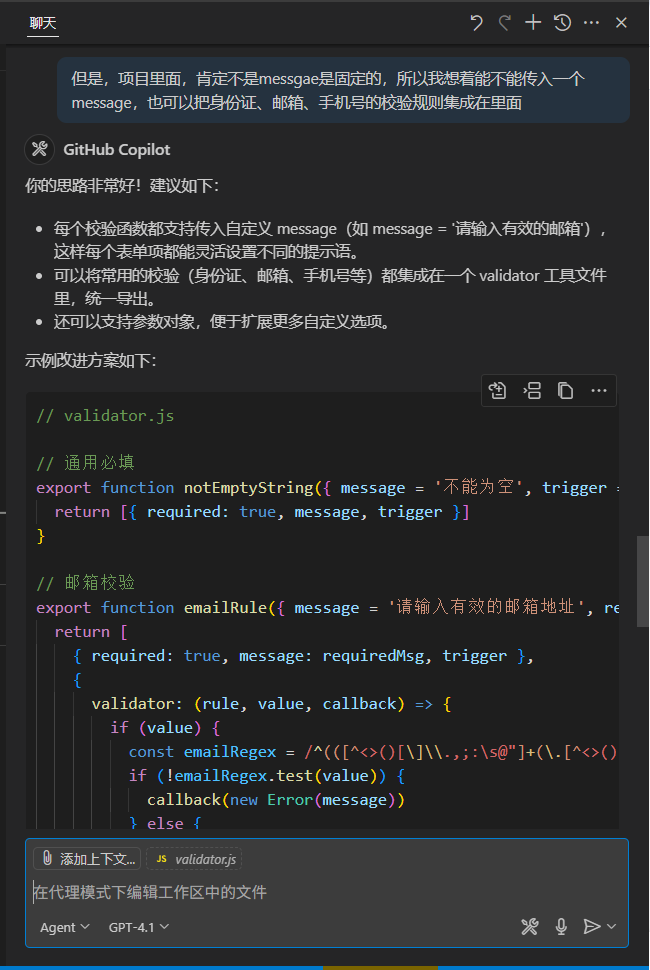 聊天
但是，项目里面，肯定不是messgae是固定的，所以我想着能不能传入一个
message，也可以把身份证、邮箱、手机号的校验规则集成在里面
GitHub Copilot
你的思路非常好！建议如下：
• 每个校验函数都支持传入自定义 message（如 message = '请输入有效的邮箱'），
这样每个表单项都能灵活设置不同的提示语。
• 可以将常用的校验（身份证、邮箱、手机号等）都集成在一个 validator 工具文件
里，统一导出。
• 还可以支持参数对象，便于扩展更多自定义选项。
示例改进方案如下：
// validator.js
// 通用必填
export function notEmptyString({ message = '不能为空', trigger =
return [{ required: true, message, trigger }]
}
// 邮箱校验
export function emailRule({ message = '请输入有效的邮箱地址', re
return [
{ required: true, message: requiredMsg, trigger },
{
validator: (rule, value, callback) => {
if (value) {
const emailRegex = /^(([^<>()[\]\\.,;:\s@"]+(\.[^<>()
if (!emailRegex.test(value)) {
callback(new Error(message))
} else {
添加上下文... JS validator.js
在代理模式下编辑工作区中的文件
Agent GPT-4.1